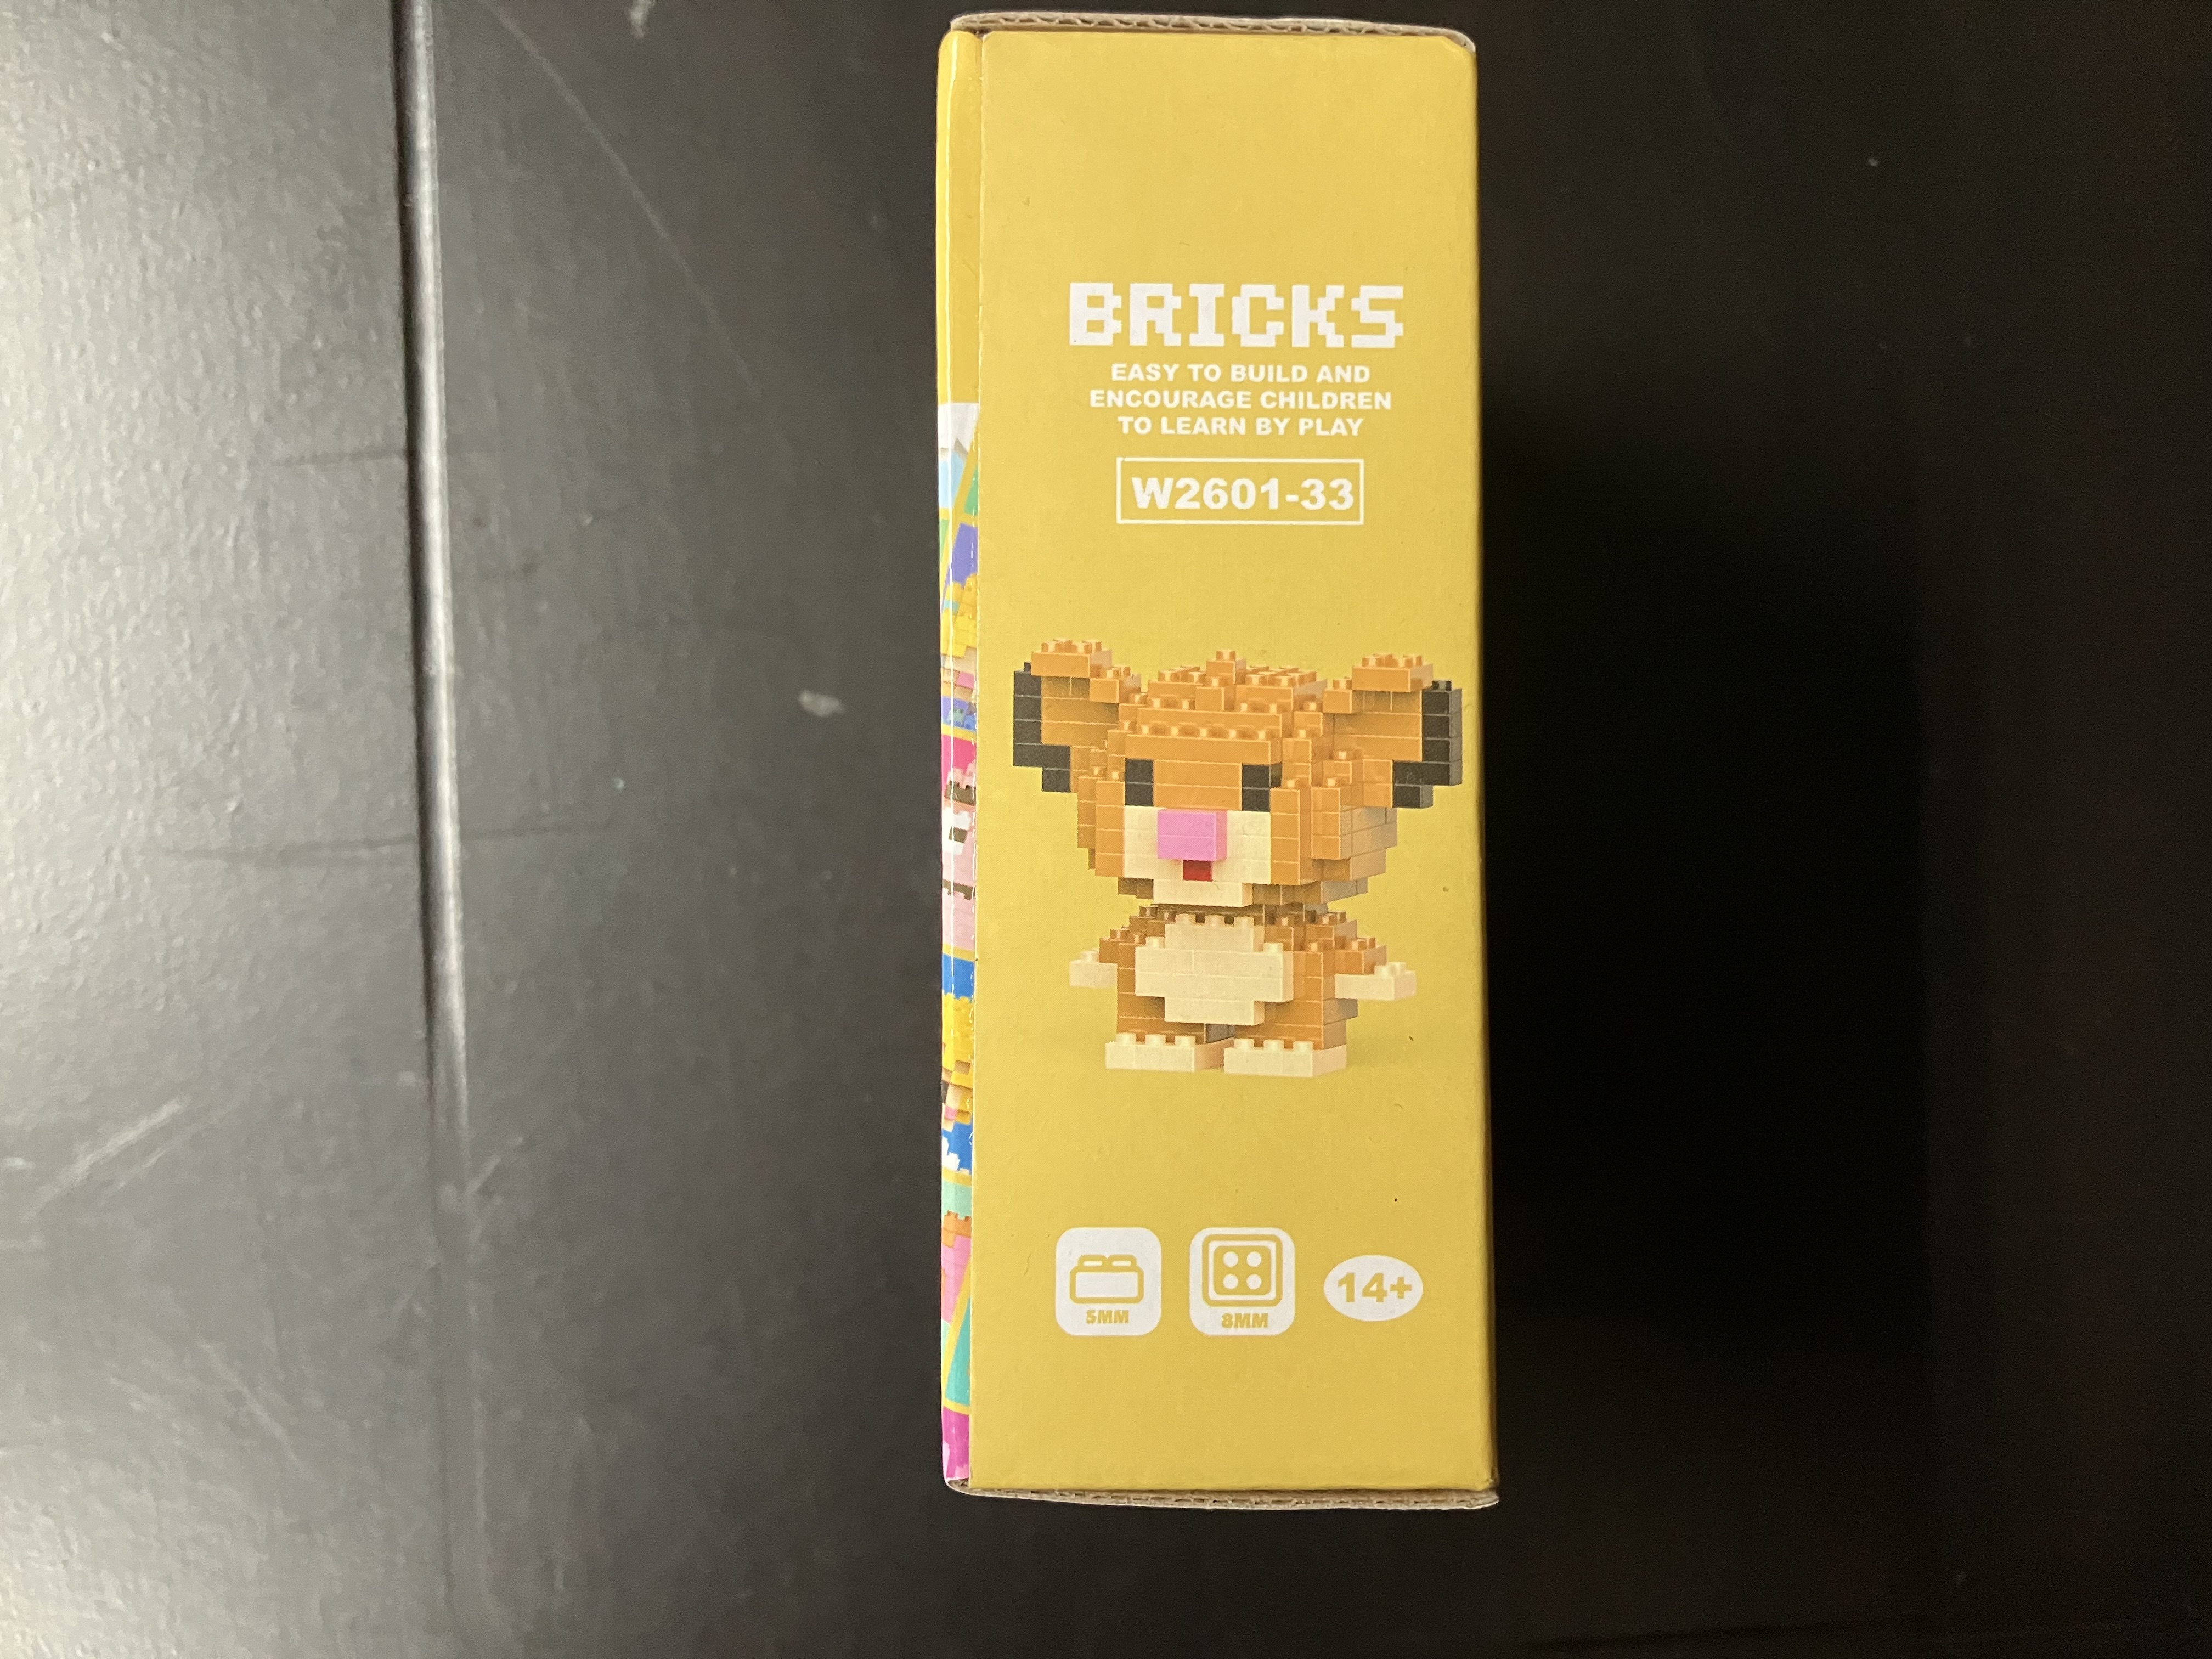 BRICKS
EASY TO BUILD AND
ENCOURAGE CHILDREN
TO LEARN BY PLAY
W2601-33
5MM
8MM
14+